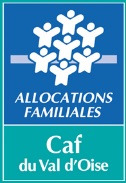 ALLOCATIONS
FAMILIALES
Caf
du Val d'Oise